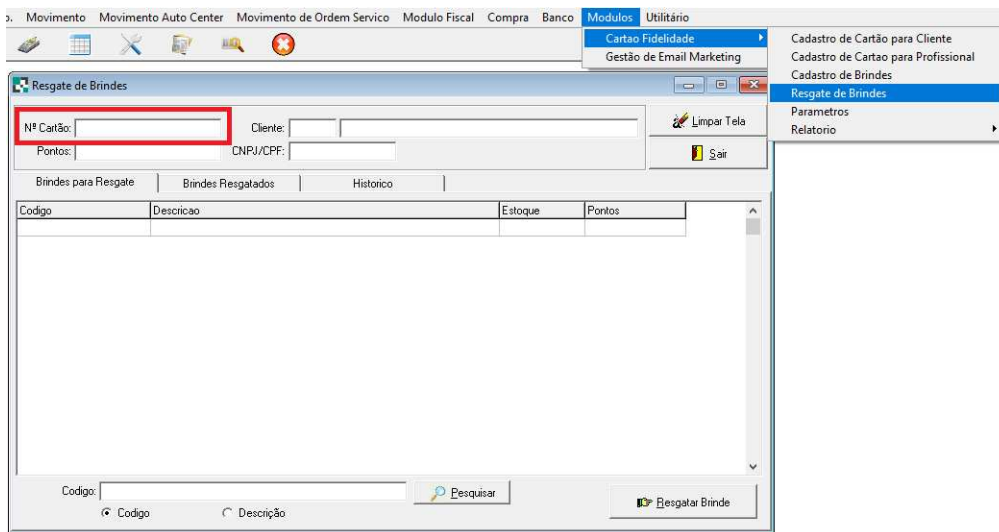 o. Movimento Movimento Auto Center Movimento de Ordem Servico Modulo Fiscal Compra Banco Modulos Utilitário
Cartao Fidelidade
Gestão de Email Marketing
Cadastro de Cartão para Cliente
Cadastro de Cartao para Profissional
Cadastro de Brindes
Resgate de Brindes
Parametros
Relatorio
Resgate de Brindes
Nº Cartão: Cliente: Limpar Tela
Pontos: CNPJ/CPF: Sair
Brindes para Resgate Brindes Resgatados Historico
Codigo Descricao Estoque Pontos
Codigo: Pesquisar Resgatar Brinde
Codigo Descrição